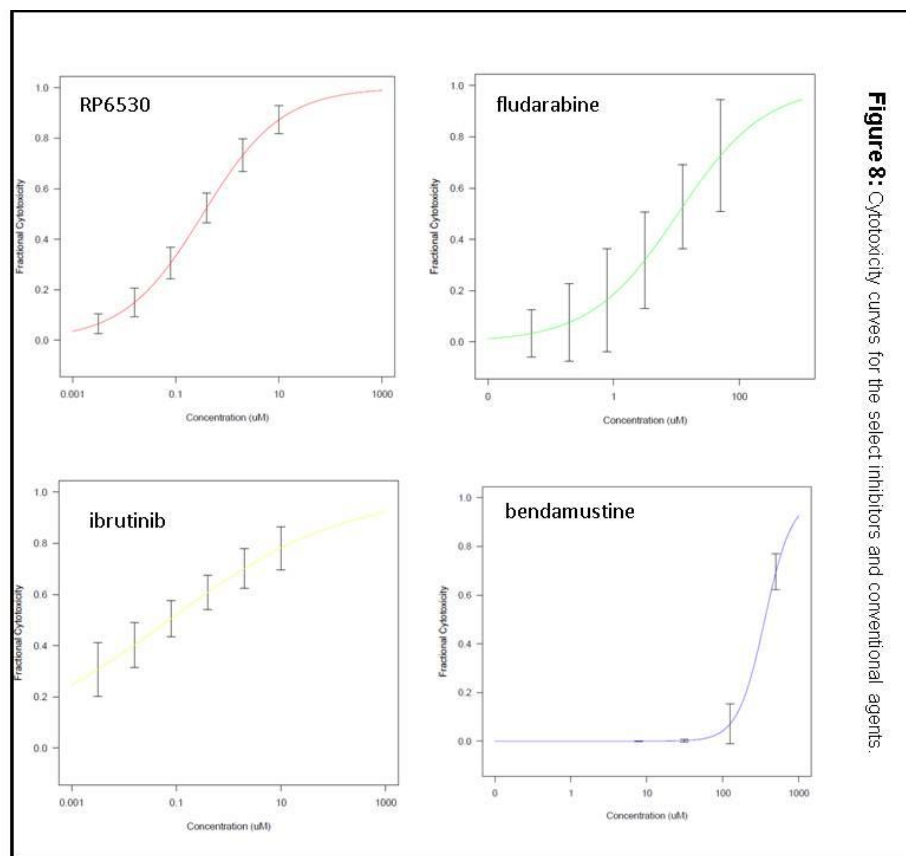 RP6530
1.0
0.8
0.6
0.4
0.2
0.0
Fractional Cytotoxicity
0.001 0.1 10 1000
Concentration (uM)
fludarabine
1.0
0.8
0.6
0.4
0.2
0.0
Fractional Cytotoxicity
0 1 100
Concentration (uM)
ibrutinib
1.0
0.8
0.6
0.4
0.2
0.0
Fractional Cytotoxicity
0.001 0.1 10 1000
Concentration (uM)
bendamustine
1.0
0.8
0.6
0.4
0.2
0.0
Fractional Cytotoxicity
0 1 10 100 1000
Concentration (uM)
Figure 8: Cytotoxicity curves for the select inhibitors and conventional agents.